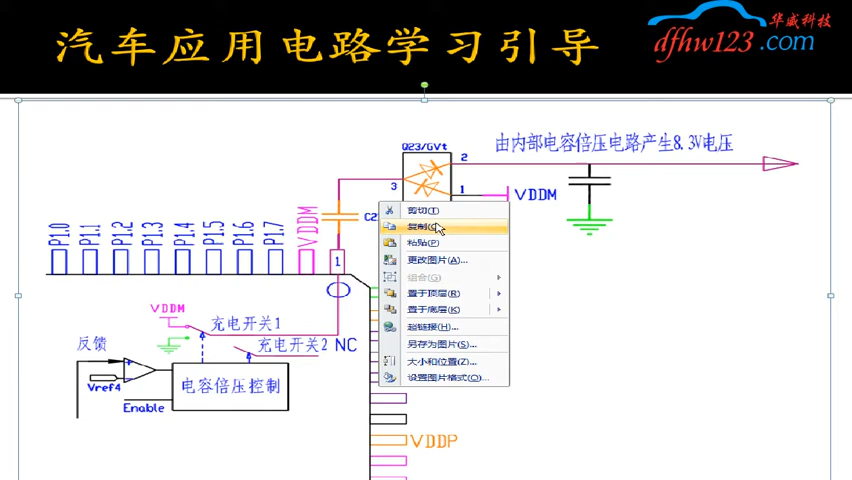 汽车应用电路学习引导
华威科技
dfhw123.com
Q23/GVt
由内部电容倍压电路产生8.3V电压
2
3
1
VDDM
C2
P1.0
P1.1
P1.2
P1.3
P1.4
P1.5
P1.6
P1.7
VDDM
1
剪切(T)
复制(C)
粘贴(P)
更改图片(A)...
组合(G)
置于顶层(R)
置于底层(K)
超链接(H)...
另存为图片(S)...
大小和位置(Z)...
设置图片格式(O)...
VDDM
充电开关1
反馈
充电开关2 NC
+
-
Vref4
电容倍压控制
Enable
VDDP